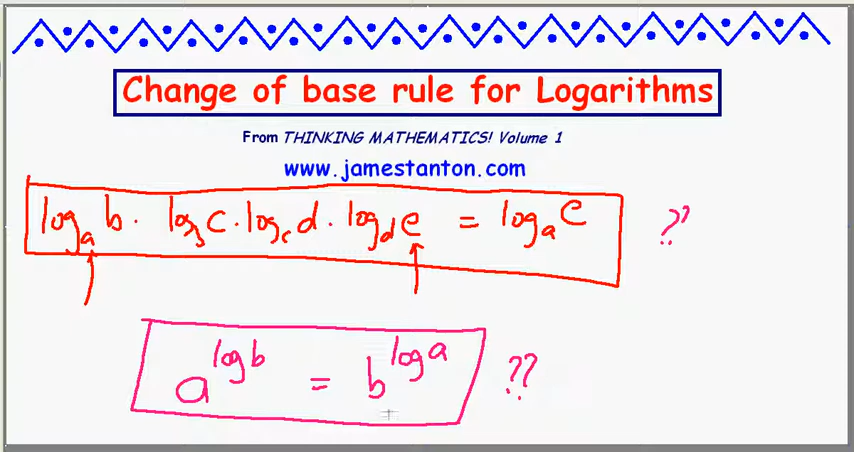 Change of base rule for Logarithms
From THINKING MATHEMATICS! Volume 1
www.jamestanton.com
log_a b · log_b c · log_c d · log_d e = log_a e ??
a^{log b} = b^{log a} ??